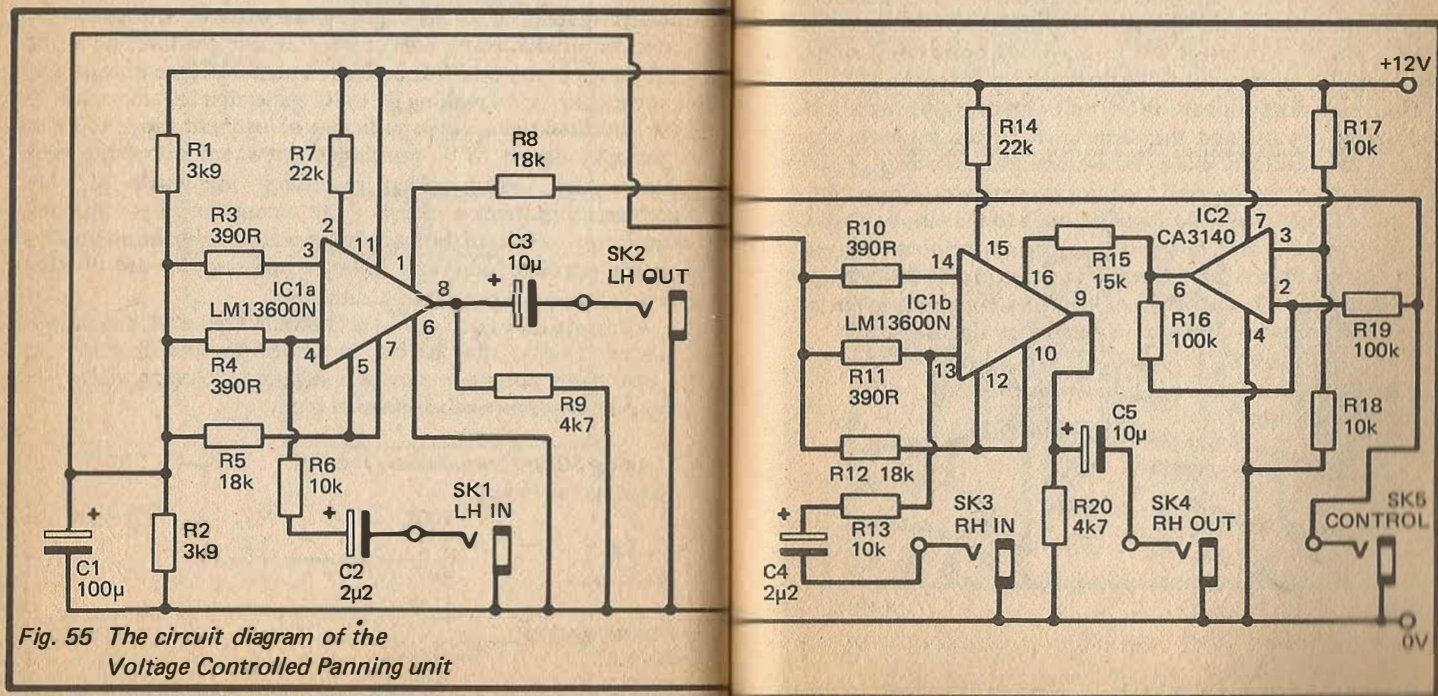 R1
3k9
R7
22k
R8
18k
R3
390R
2
11
3
1
C3
10μ
+
SK2
LH OUT
IC1a
LM13600N
8
6
R4
390R
4
5
7
R9
4k7
R5
18k
R6
10k
+
SK1
LH IN
+
C1
100μ
R2
3k9
C2
2μ2
Fig. 55 The circuit diagram of the
Voltage Controlled Panning unit
+12V
R14
22k
R17
10k
R10
390R
14
15
16
IC1b
LM13600N
9
R15
15k
IC2
CA3140
7
3
6
2
4
R16
100k
R19
100k
R11
390R
13
12
10
R12 18k
+
C5
10μ
R18
10k
+
R13
10k
C4
2μ2
SK3
RH IN
R20
4k7
SK4
RH OUT
SK5
CONTROL
0V